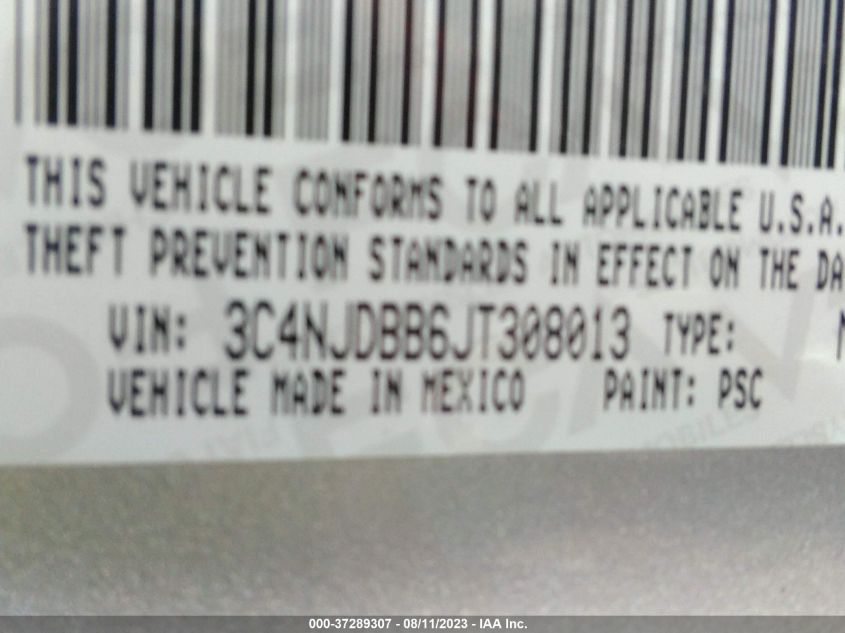 THIS VEHICLE CONFORMS TO ALL APPLICABLE U.S.A.
THEFT PREVENTION STANDARDS IN EFFECT ON THE DA
VIN: 3C4NJDBB6JT308013 TYPE:
VEHICLE MADE IN MEXICO PAINT: PSC
000-37289307 - 08/11/2023 - IAA Inc.